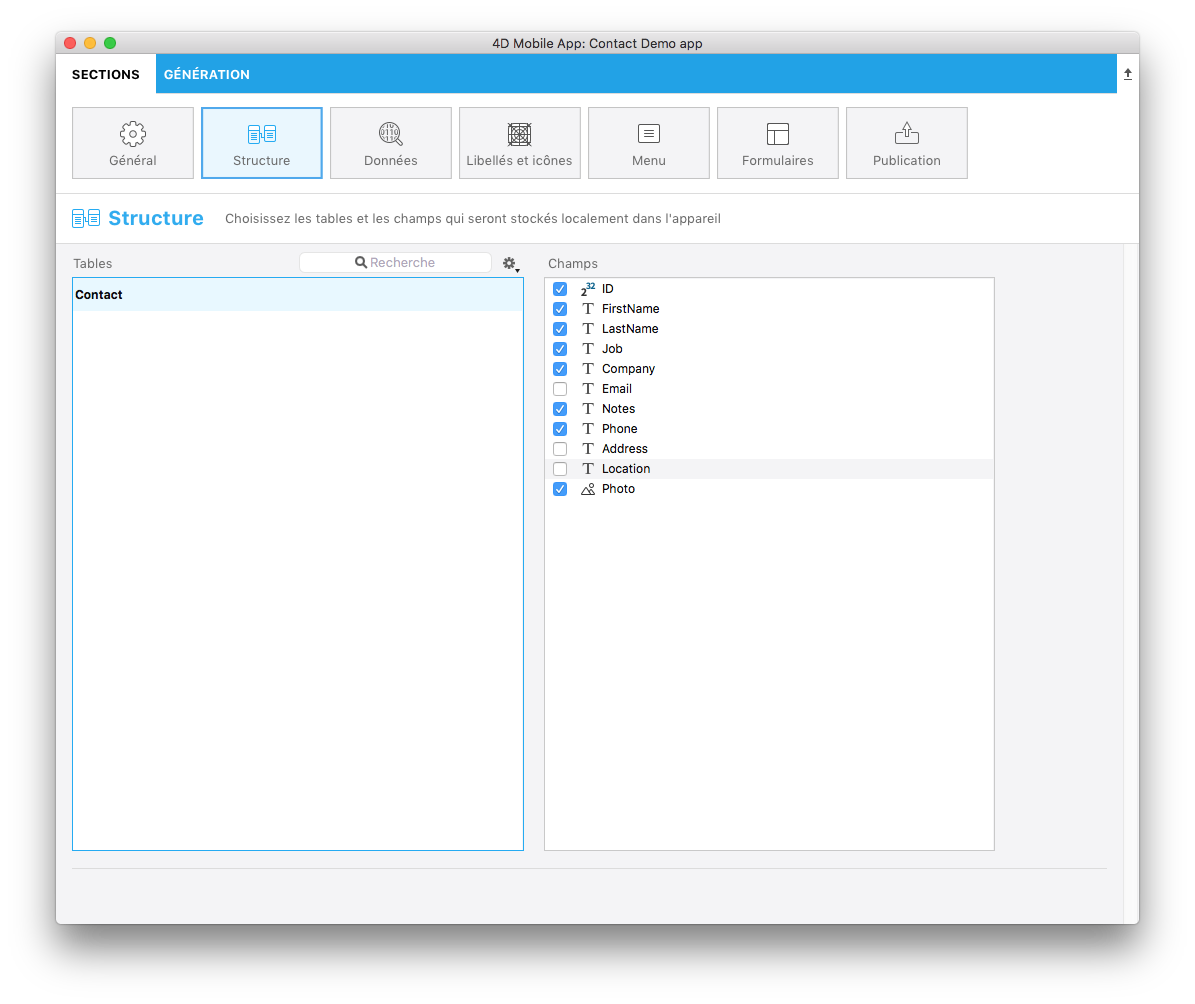 4D Mobile App: Contact Demo app
SECTIONS GÉNÉRATION
Général Structure Données Libellés et icônes Menu Formulaires Publication
Structure Choisissez les tables et les champs qui seront stockés localement dans l'appareil
Tables Recherche Champs
Contact
2 32 ID
T FirstName
T LastName
T Job
T Company
T Email
T Notes
T Phone
T Address
T Location
Photo